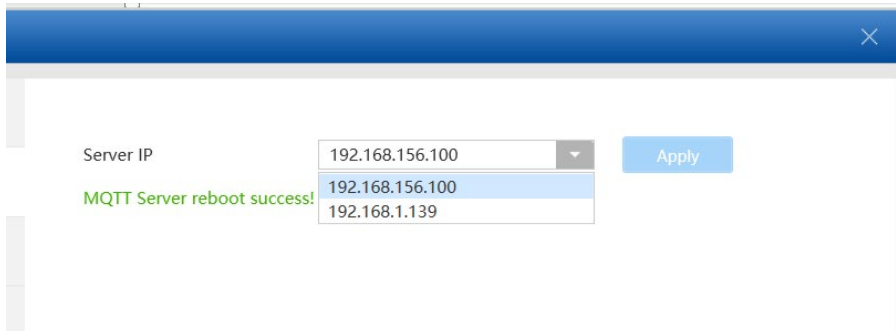 Server IP 192.168.156.100 Apply
192.168.156.100
MQTT Server reboot success!
192.168.1.139